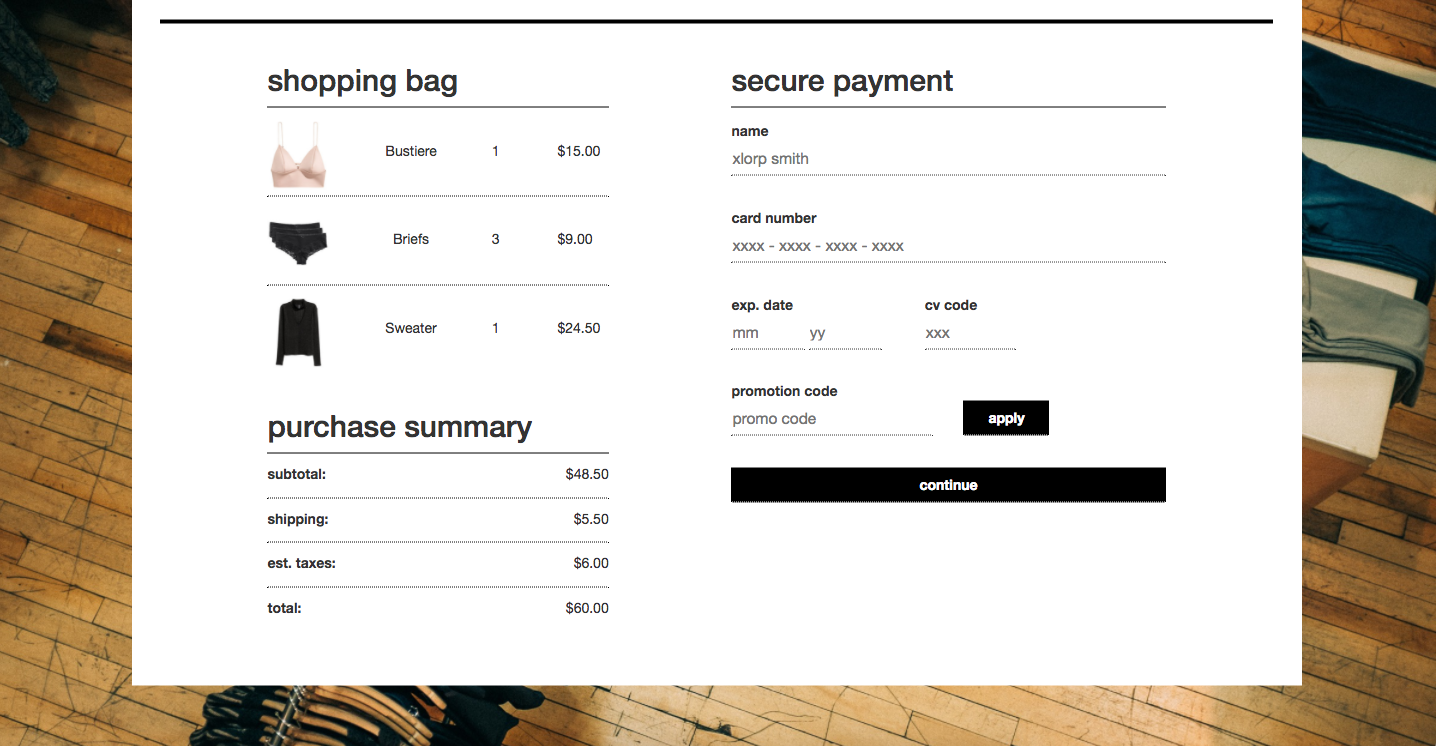 shopping bag
Bustiere 1 $15.00
Briefs 3 $9.00
Sweater 1 $24.50
purchase summary
subtotal: $48.50
shipping: $5.50
est. taxes: $6.00
total: $60.00
secure payment
name
xlorp smith
card number
xxxx - xxxx - xxxx - xxxx
exp. date cv code
mm yy xxx
promotion code
promo code apply
continue